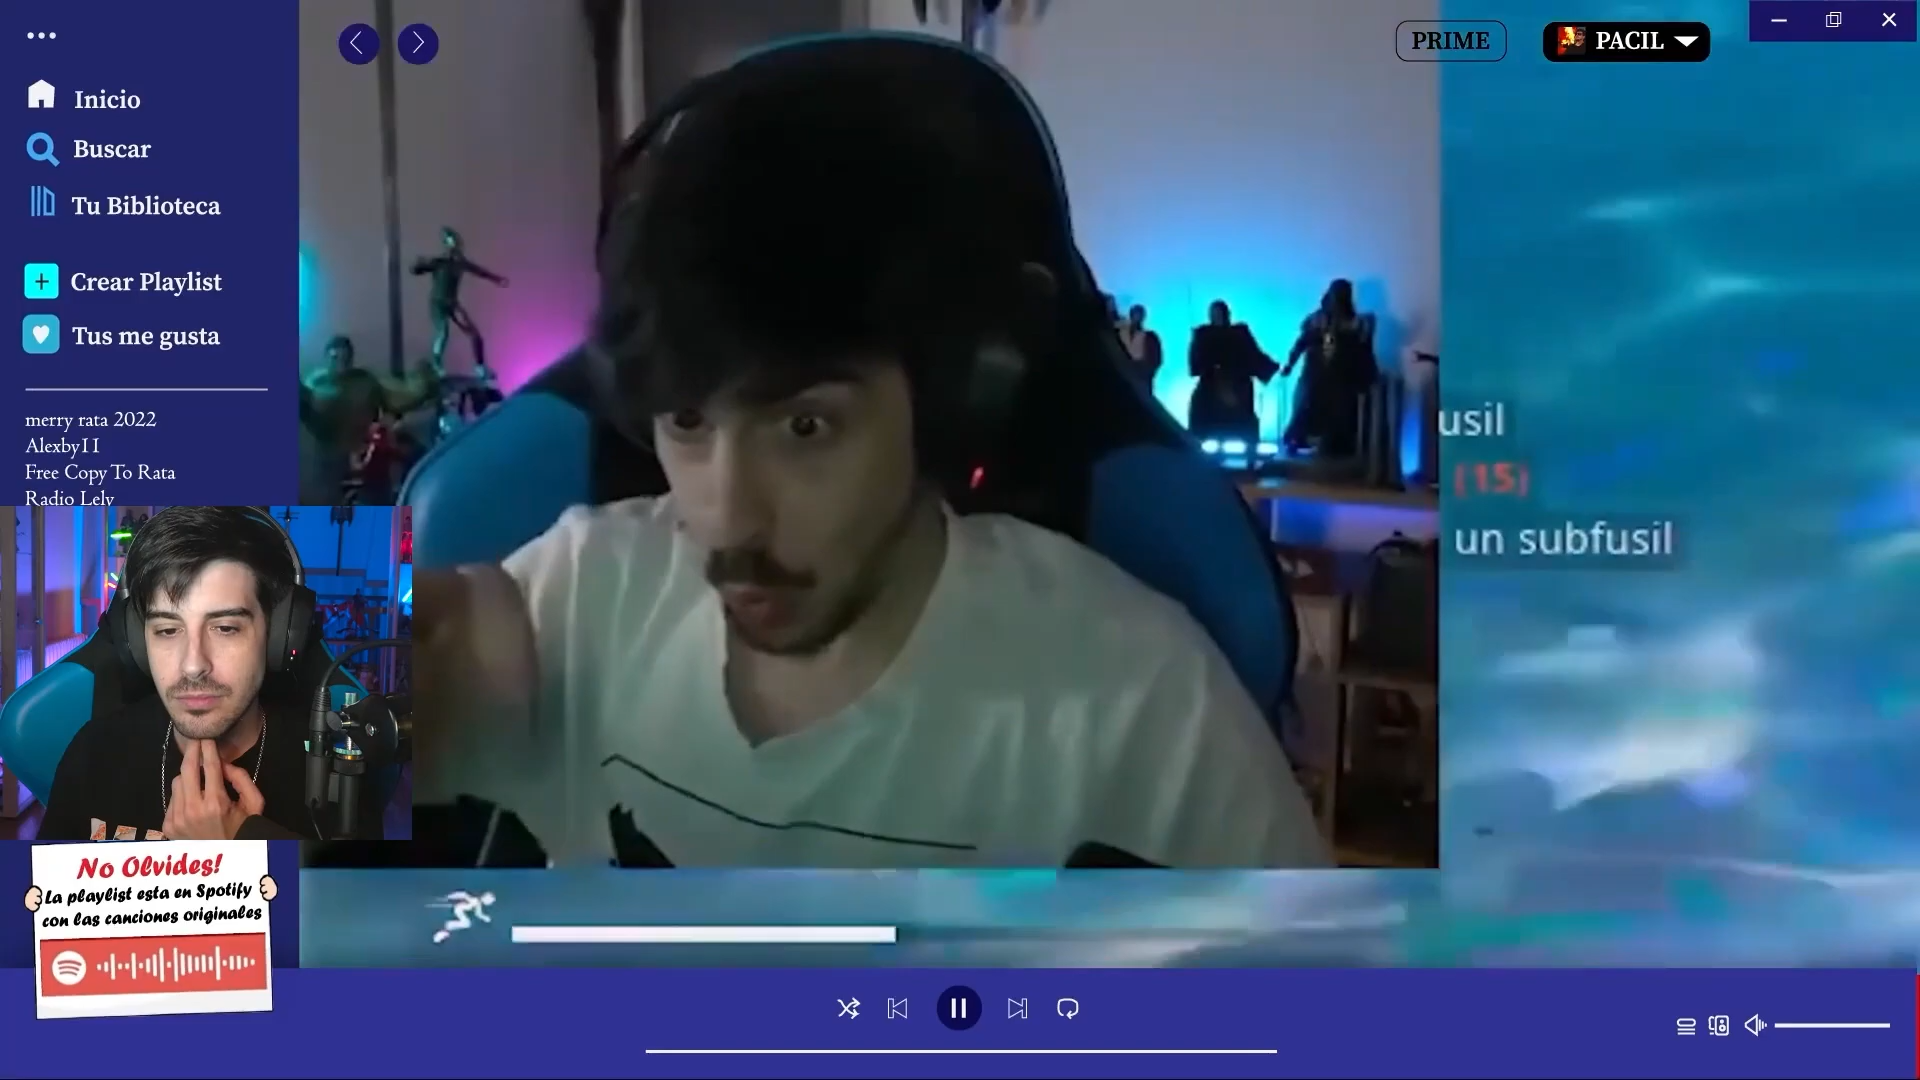 PRIME
PACIL
Inicio
Buscar
Tu Biblioteca
Crear Playlist
Tus me gusta
merry rata 2022
Alexby11
Free Copy To Rata
Radio Lely
usil
(15)
un subfusil
No Olvides!
La playlist esta en Spotify
con las canciones originales